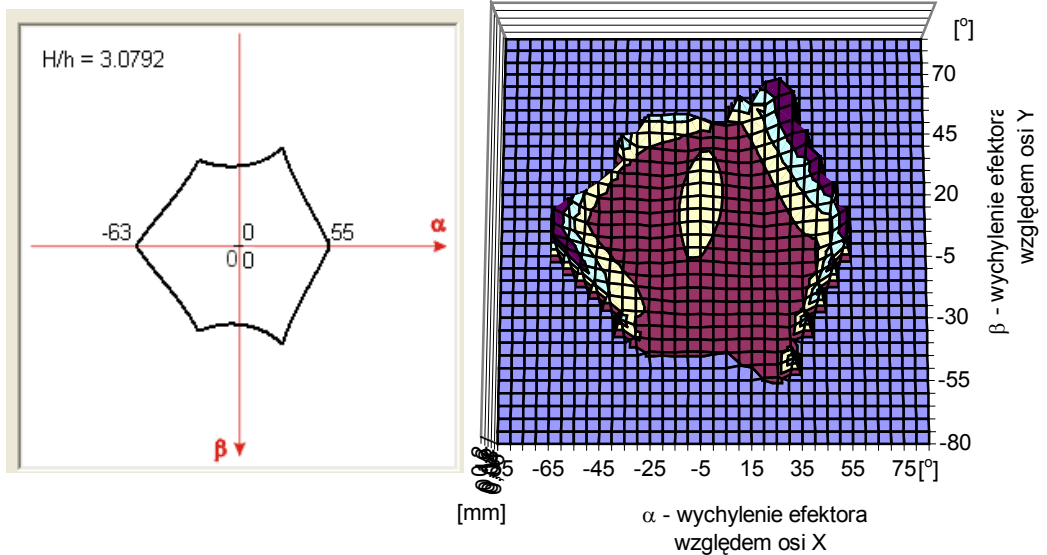 H/h = 3.0792
-63
0
55
α
0
0
β
[°]
70
45
20
-5
-30
-55
-80
β - wychylenie efektora
względem osi Y
-65
-45
-25
-5
15
35
55
75
[°]
[mm]
α - wychylenie efektora
względem osi X